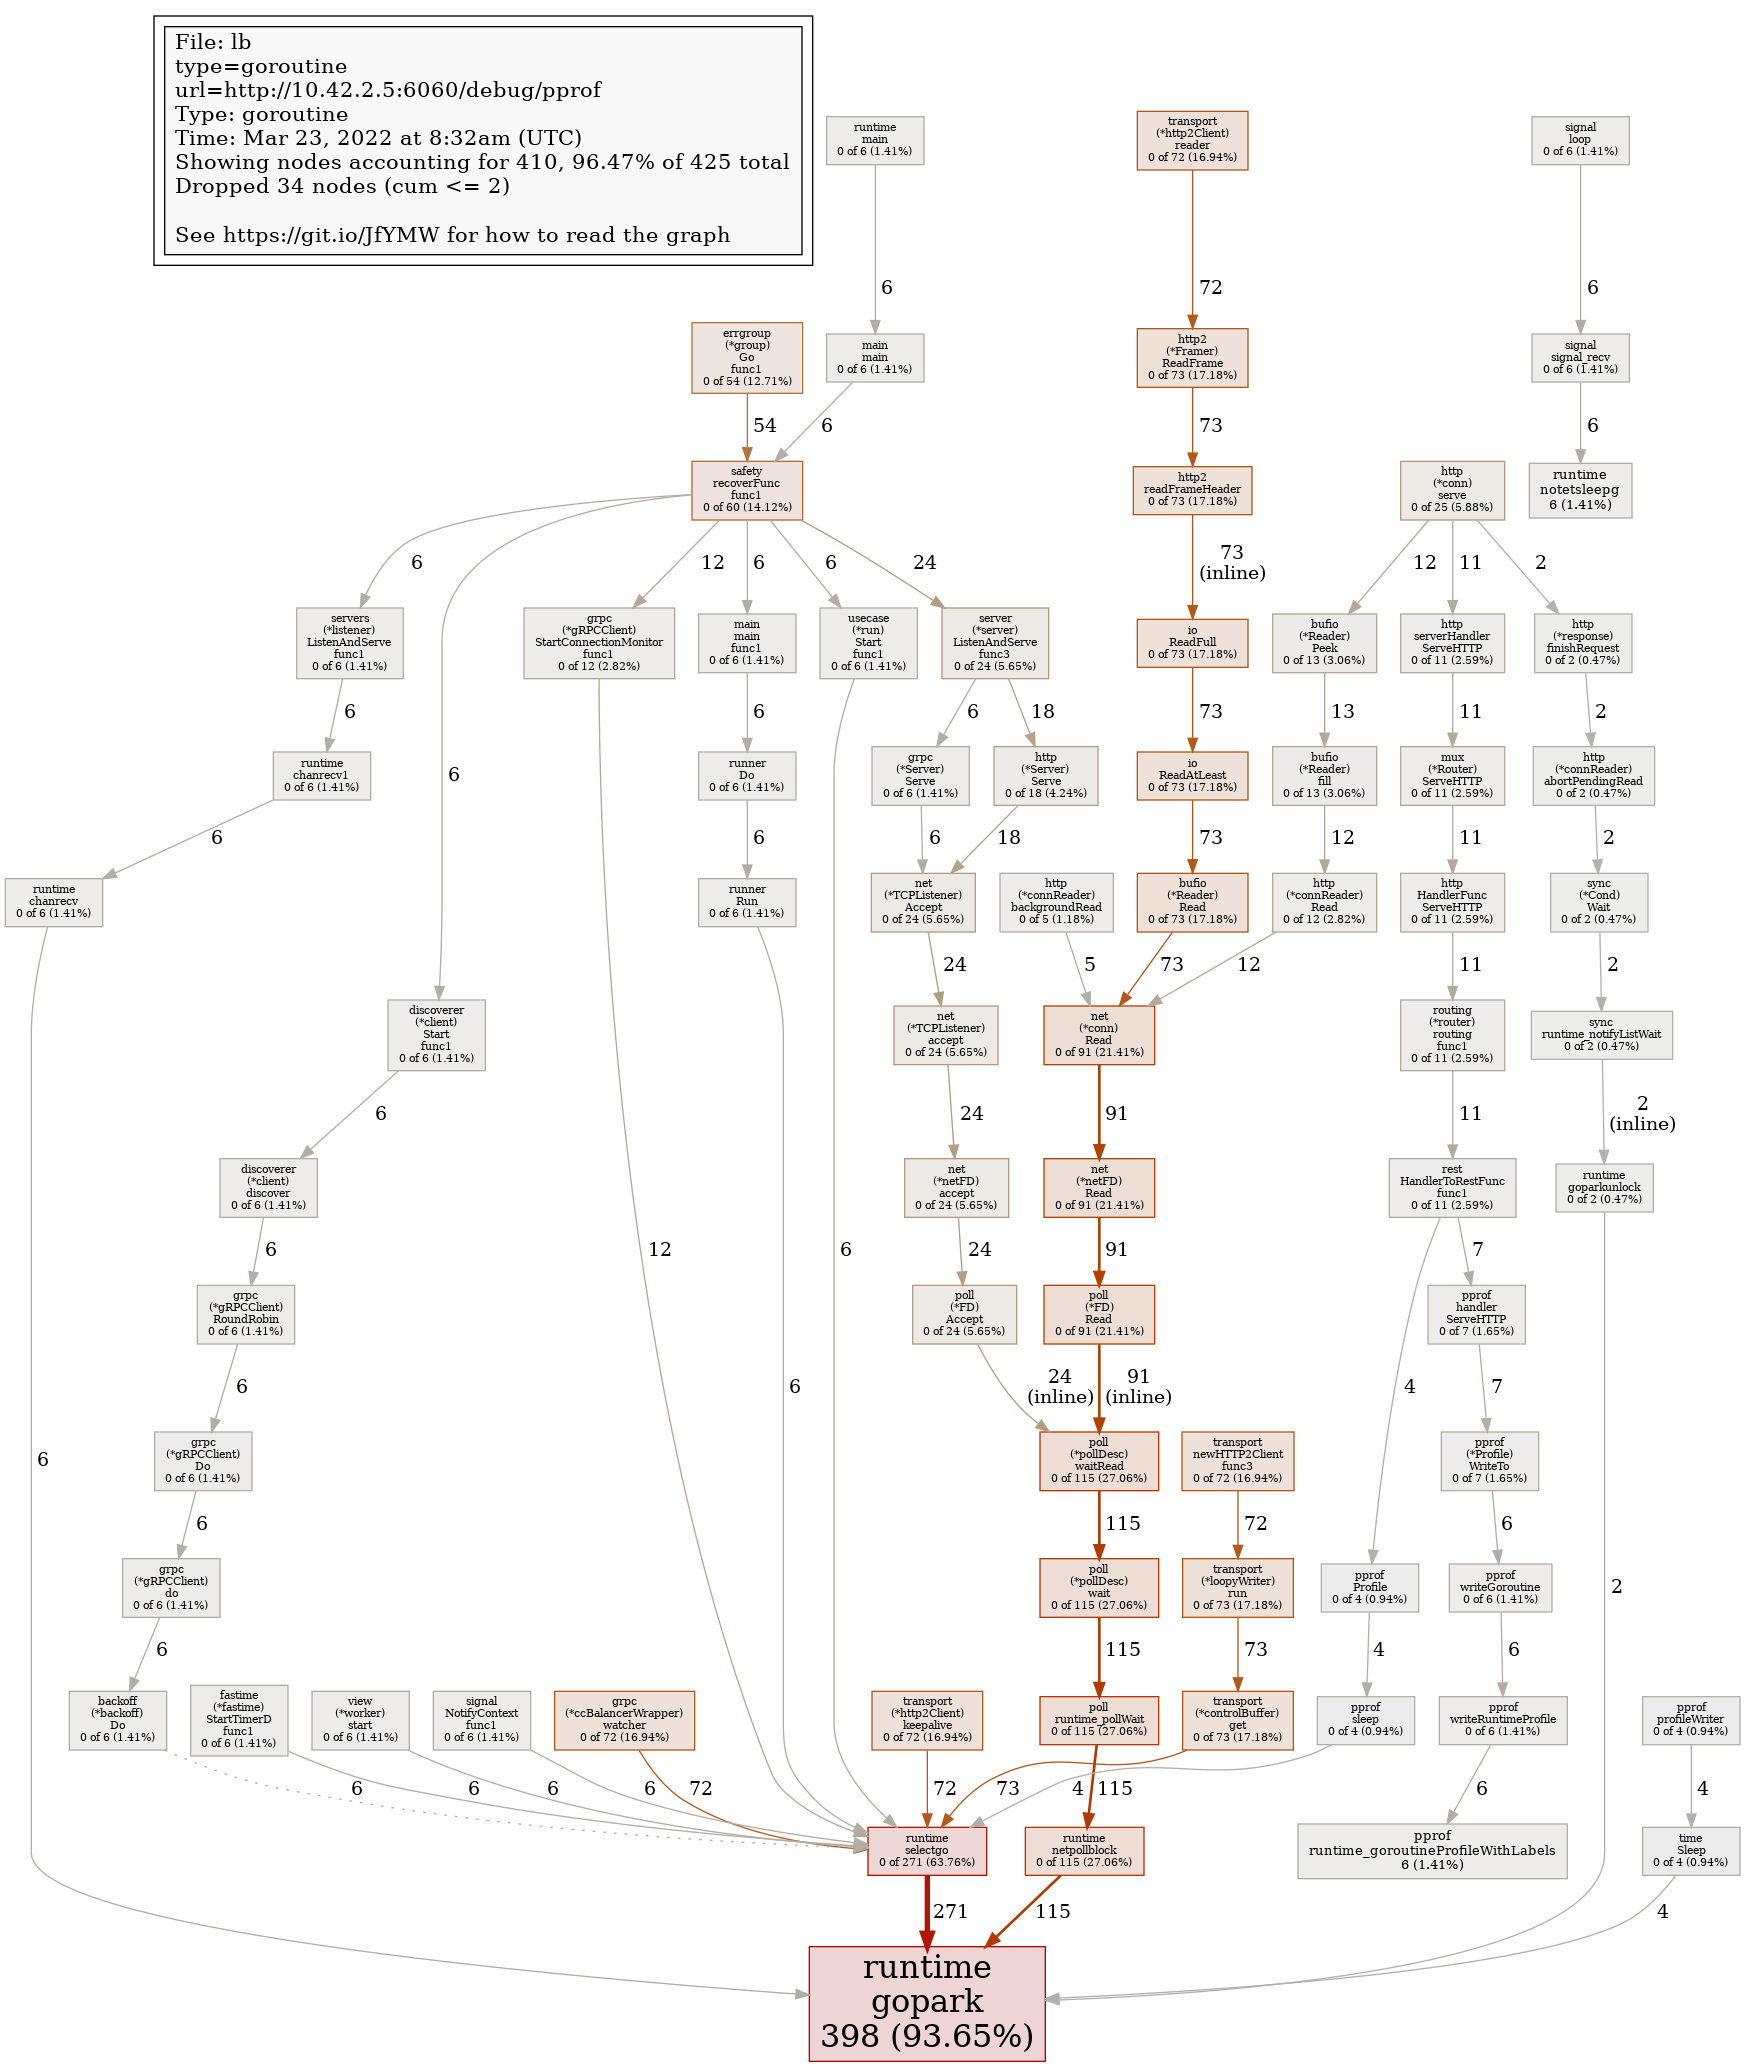 File: lb
type=goroutine
url=http://10.42.2.5:6060/debug/pprof
Type: goroutine
Time: Mar 23, 2022 at 8:32am (UTC)
Showing nodes accounting for 410, 96.47% of 425 total
Dropped 34 nodes (cum <= 2)
See https://git.io/JfYMW for how to read the graph
runtime
main
0 of 6 (1.41%)
transport
(*http2Client)
reader
0 of 72 (16.94%)
signal
loop
0 of 6 (1.41%)
6
72
6
errgroup
(*group)
Go
func1
0 of 54 (12.71%)
main
main
0 of 6 (1.41%)
http2
(*Framer)
ReadFrame
0 of 73 (17.18%)
signal
signal_recv
0 of 6 (1.41%)
54
6
73
6
safety
recoverFunc
func1
0 of 60 (14.12%)
http2
readFrameHeader
0 of 73 (17.18%)
http
(*conn)
serve
0 of 25 (5.88%)
runtime
notetsleepg
6 (1.41%)
6
12
6
6
24
73
(inline)
12
11
2
servers
(*listener)
ListenAndServe
func1
0 of 6 (1.41%)
grpc
(*gRPCClient)
StartConnectionMonitor
func1
0 of 12 (2.82%)
main
main
func1
0 of 6 (1.41%)
usecase
(*run)
Start
func1
0 of 6 (1.41%)
server
(*server)
ListenAndServe
func3
0 of 24 (5.65%)
io
ReadFull
0 of 73 (17.18%)
bufio
(*Reader)
Peek
0 of 13 (3.06%)
http
serverHandler
ServeHTTP
0 of 11 (2.59%)
http
(*response)
finishRequest
0 of 2 (0.47%)
6
6
6
18
73
13
11
2
runtime
chanrecv1
0 of 6 (1.41%)
6
runner
Do
0 of 6 (1.41%)
grpc
(*Server)
Serve
0 of 6 (1.41%)
http
(*Server)
Serve
0 of 18 (4.24%)
io
ReadAtLeast
0 of 73 (17.18%)
bufio
(*Reader)
fill
0 of 13 (3.06%)
mux
(*Router)
ServeHTTP
0 of 11 (2.59%)
http
(*connReader)
abortPendingRead
0 of 2 (0.47%)
6
6
6
18
73
12
11
2
runtime
chanrecv
0 of 6 (1.41%)
runner
Run
0 of 6 (1.41%)
net
(*TCPListener)
Accept
0 of 24 (5.65%)
http
(*connReader)
backgroundRead
0 of 5 (1.18%)
bufio
(*Reader)
Read
0 of 73 (17.18%)
http
(*connReader)
Read
0 of 12 (2.82%)
http
HandlerFunc
ServeHTTP
0 of 11 (2.59%)
sync
(*Cond)
Wait
0 of 2 (0.47%)
24
5
73
12
11
2
discoverer
(*client)
Start
func1
0 of 6 (1.41%)
net
(*TCPListener)
accept
0 of 24 (5.65%)
net
(*conn)
Read
0 of 91 (21.41%)
routing
(*router)
routing
func1
0 of 11 (2.59%)
sync
runtime_notifyListWait
0 of 2 (0.47%)
6
24
91
11
2
(inline)
discoverer
(*client)
discover
0 of 6 (1.41%)
net
(*netFD)
accept
0 of 24 (5.65%)
net
(*netFD)
Read
0 of 91 (21.41%)
rest
HandlerToRestFunc
func1
0 of 11 (2.59%)
runtime
goparkunlock
0 of 2 (0.47%)
6
12
6
24
91
7
grpc
(*gRPCClient)
RoundRobin
0 of 6 (1.41%)
poll
(*FD)
Accept
0 of 24 (5.65%)
poll
(*FD)
Read
0 of 91 (21.41%)
pprof
handler
ServeHTTP
0 of 7 (1.65%)
6
6
24
(inline)
91
(inline)
4
7
6
grpc
(*gRPCClient)
Do
0 of 6 (1.41%)
poll
(*pollDesc)
waitRead
0 of 115 (27.06%)
transport
newHTTP2Client
func3
0 of 72 (16.94%)
pprof
(*Profile)
WriteTo
0 of 7 (1.65%)
6
115
72
6
grpc
(*gRPCClient)
do
0 of 6 (1.41%)
poll
(*pollDesc)
wait
0 of 115 (27.06%)
transport
(*loopyWriter)
run
0 of 73 (17.18%)
pprof
Profile
0 of 4 (0.94%)
pprof
writeGoroutine
0 of 6 (1.41%)
2
6
115
73
4
6
backoff
(*backoff)
Do
0 of 6 (1.41%)
fastime
(*fastime)
StartTimerD
func1
0 of 6 (1.41%)
view
(*worker)
start
0 of 6 (1.41%)
signal
NotifyContext
func1
0 of 6 (1.41%)
grpc
(*ccBalancerWrapper)
watcher
0 of 72 (16.94%)
transport
(*http2Client)
keepalive
0 of 72 (16.94%)
poll
runtime_pollWait
0 of 115 (27.06%)
transport
(*controlBuffer)
get
0 of 73 (17.18%)
pprof
sleep
0 of 4 (0.94%)
pprof
writeRuntimeProfile
0 of 6 (1.41%)
pprof
profileWriter
0 of 4 (0.94%)
6
6
6
6
72
72
73
4
115
6
4
runtime
selectgo
0 of 271 (63.76%)
runtime
netpollblock
0 of 115 (27.06%)
pprof
runtime_goroutineProfileWithLabels
6 (1.41%)
time
Sleep
0 of 4 (0.94%)
271
115
4
runtime
gopark
398 (93.65%)